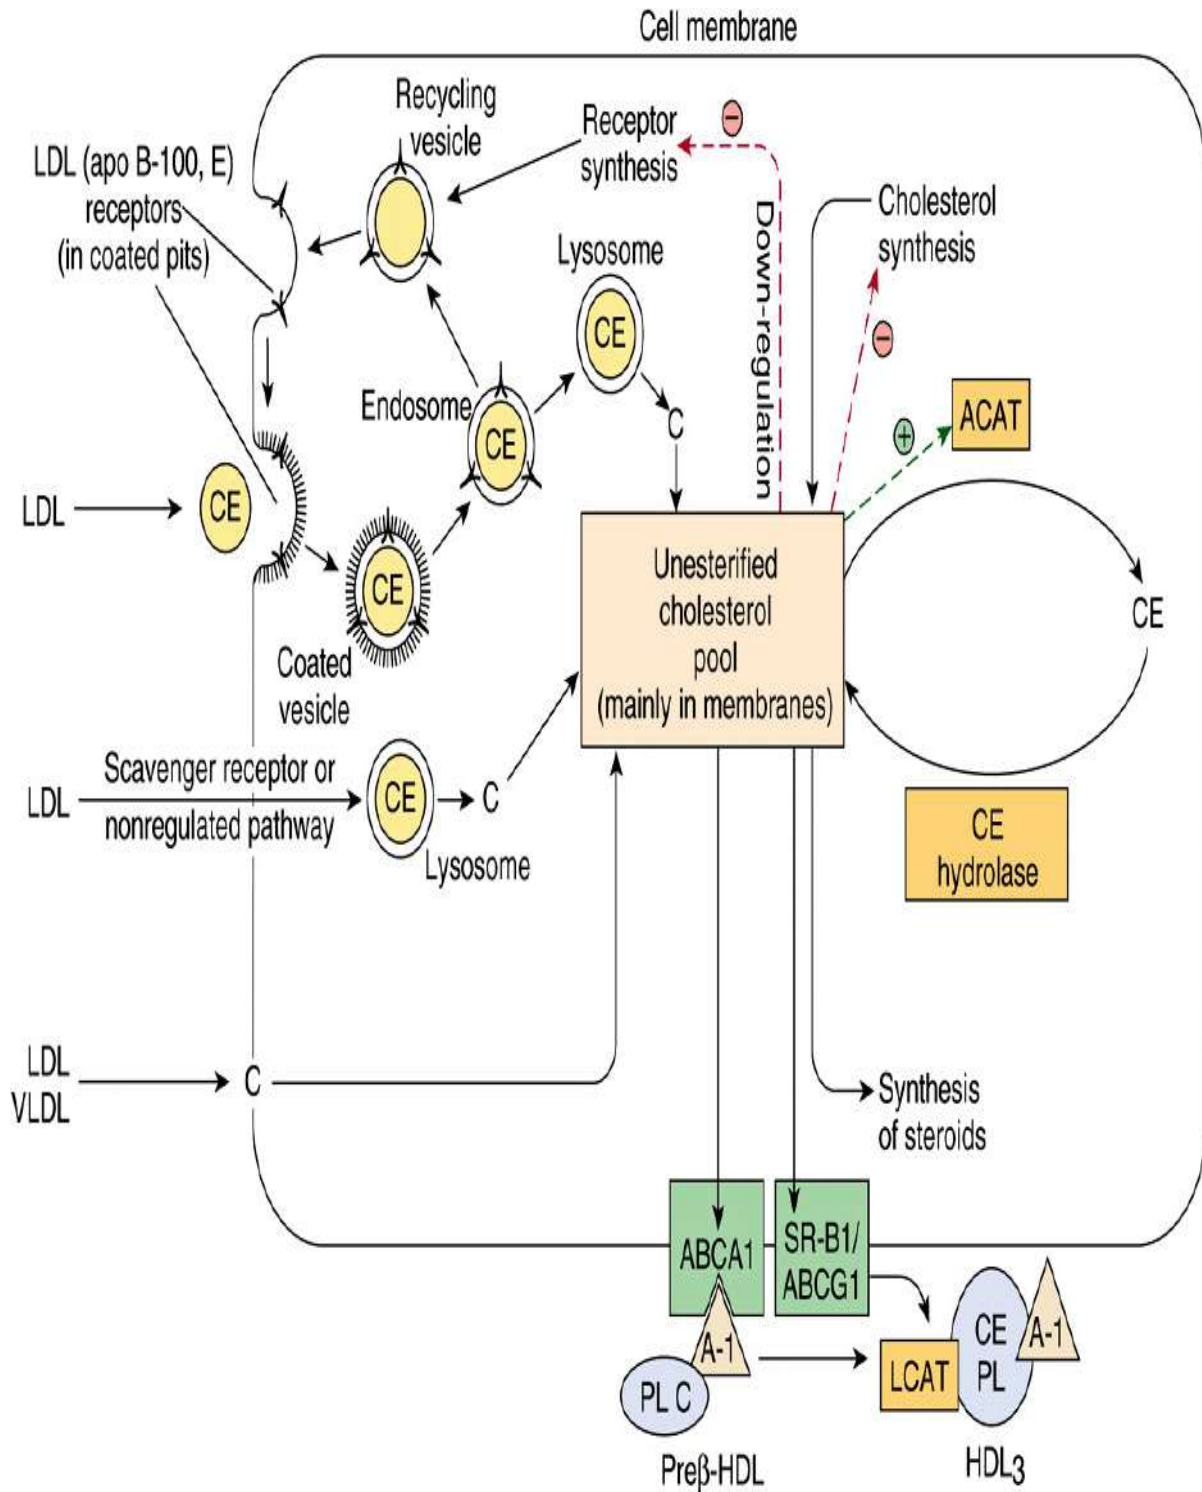 Cell membrane
Recycling
vesicle
Receptor
synthesis
−
LDL (apo B-100, E)
receptors
(in coated pits)
Cholesterol
synthesis
−
Down-regulation
Lysosome
CE
C
Endosome
CE
ACAT
+
LDL
CE
CE
Coated
vesicle
Unesterified
cholesterol
pool
(mainly in membranes)
CE
LDL
Scavenger receptor or
nonregulated pathway
CE
C
Lysosome
CE
hydrolase
LDL
VLDL
C
Synthesis
of steroids
ABCA1
SR-B1/
ABCG1
A-1
PL C
Preβ-HDL
LCAT
CE
PL
A-1
HDL3